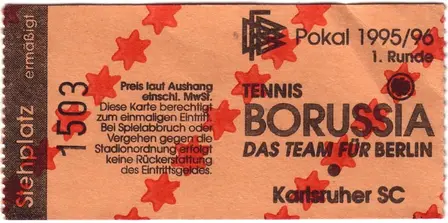 Stehplatz
ermäßigt
1503
Preis laut Aushang
einschl. MwSt.
Diese Karte berechtigt
zum einmaligen Eintritt.
Bei Spielabbruch oder
Vergehen gegen die
Stadionordnung erfolgt
keine Rückerstattung
des Eintrittsgeldes.
DFB Pokal 1995/96
1. Runde
TENNIS
BORUSSIA
DAS TEAM FÜR BERLIN
Karlsruher SC